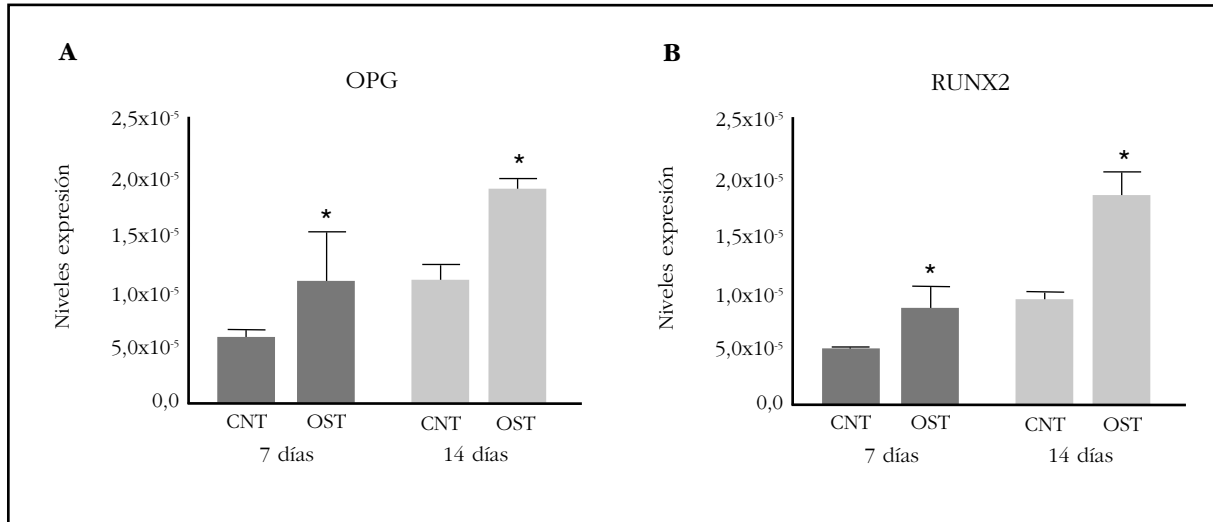 A
OPG
Niveles expresión
2,5x10⁻⁵
2,0x10⁻⁵
1,5x10⁻⁵
1,0x10⁻⁵
5,0x10⁻⁵
0,0
*
*
CNT OST CNT OST
7 días 14 días
B
RUNX2
Niveles expresión
2,5x10⁻⁵
2,0x10⁻⁵
1,5x10⁻⁵
1,0x10⁻⁵
5,0x10⁻⁵
0,0
*
*
CNT OST CNT OST
7 días 14 días